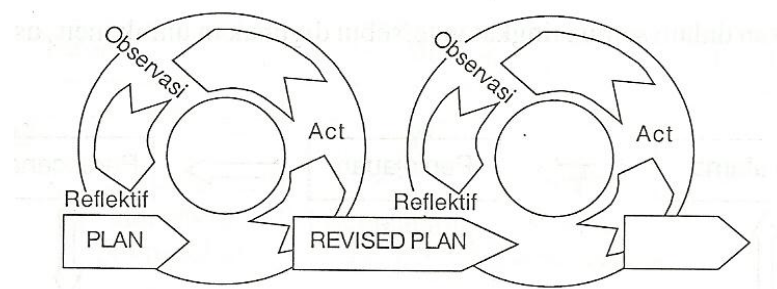 Observasi
Act
Reflektif
PLAN
Observasi
Act
Reflektif
REVISED PLAN